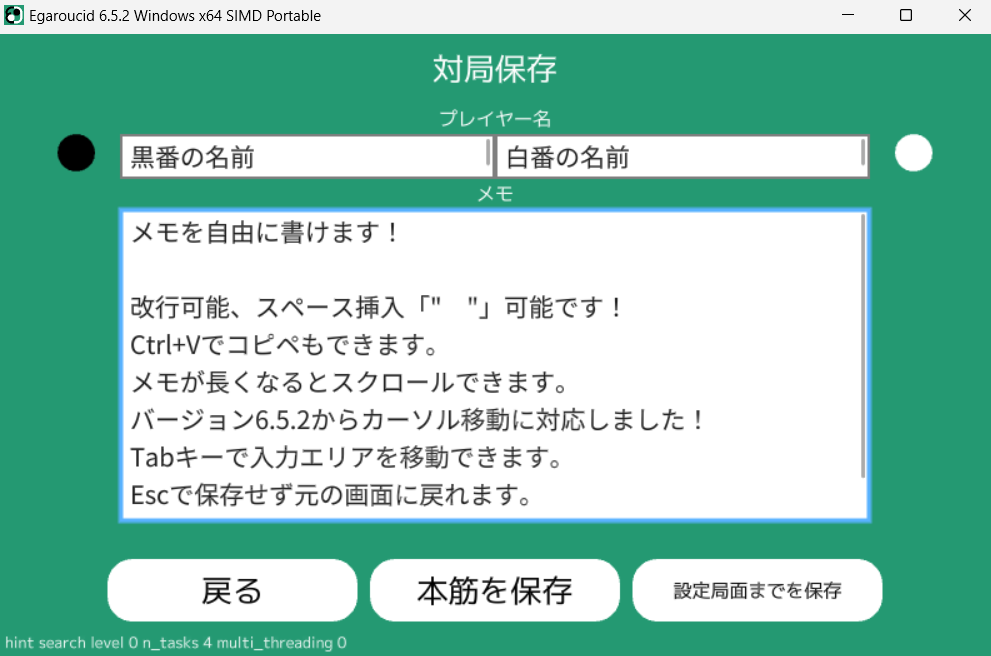 Egaroucid 6.5.2 Windows x64 SIMD Portable
対局保存
プレイヤー名
黒番の名前
白番の名前
メモ
メモを自由に書けます！
改行可能、スペース挿入「"　"」可能です！
Ctrl+Vでコピペもできます。
メモが長くなるとスクロールできます。
バージョン6.5.2からカーソル移動に対応しました！
Tabキーで入力エリアを移動できます。
Escで保存せず元の画面に戻れます。
戻る
本筋を保存
設定局面までを保存
hint search level 0 n_tasks 4 multi_threading 0